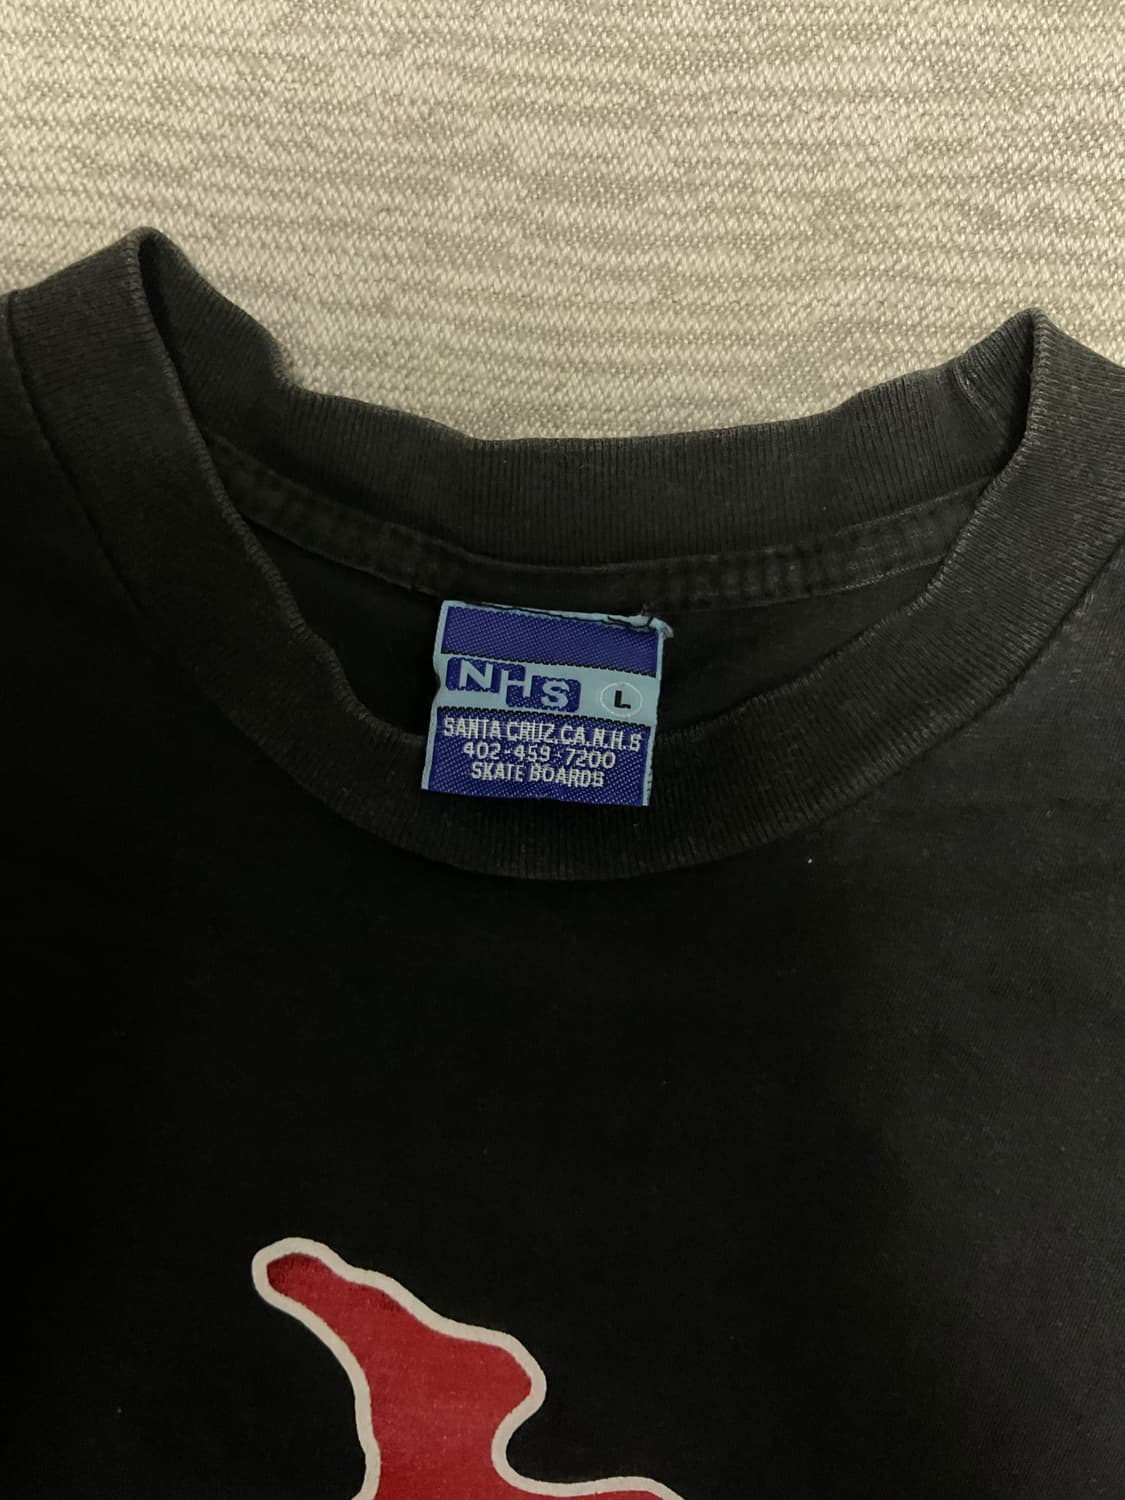 NHS L
SANTA CRUZ.CA.N.H.S
402-459-7200
SKATE BOARDS